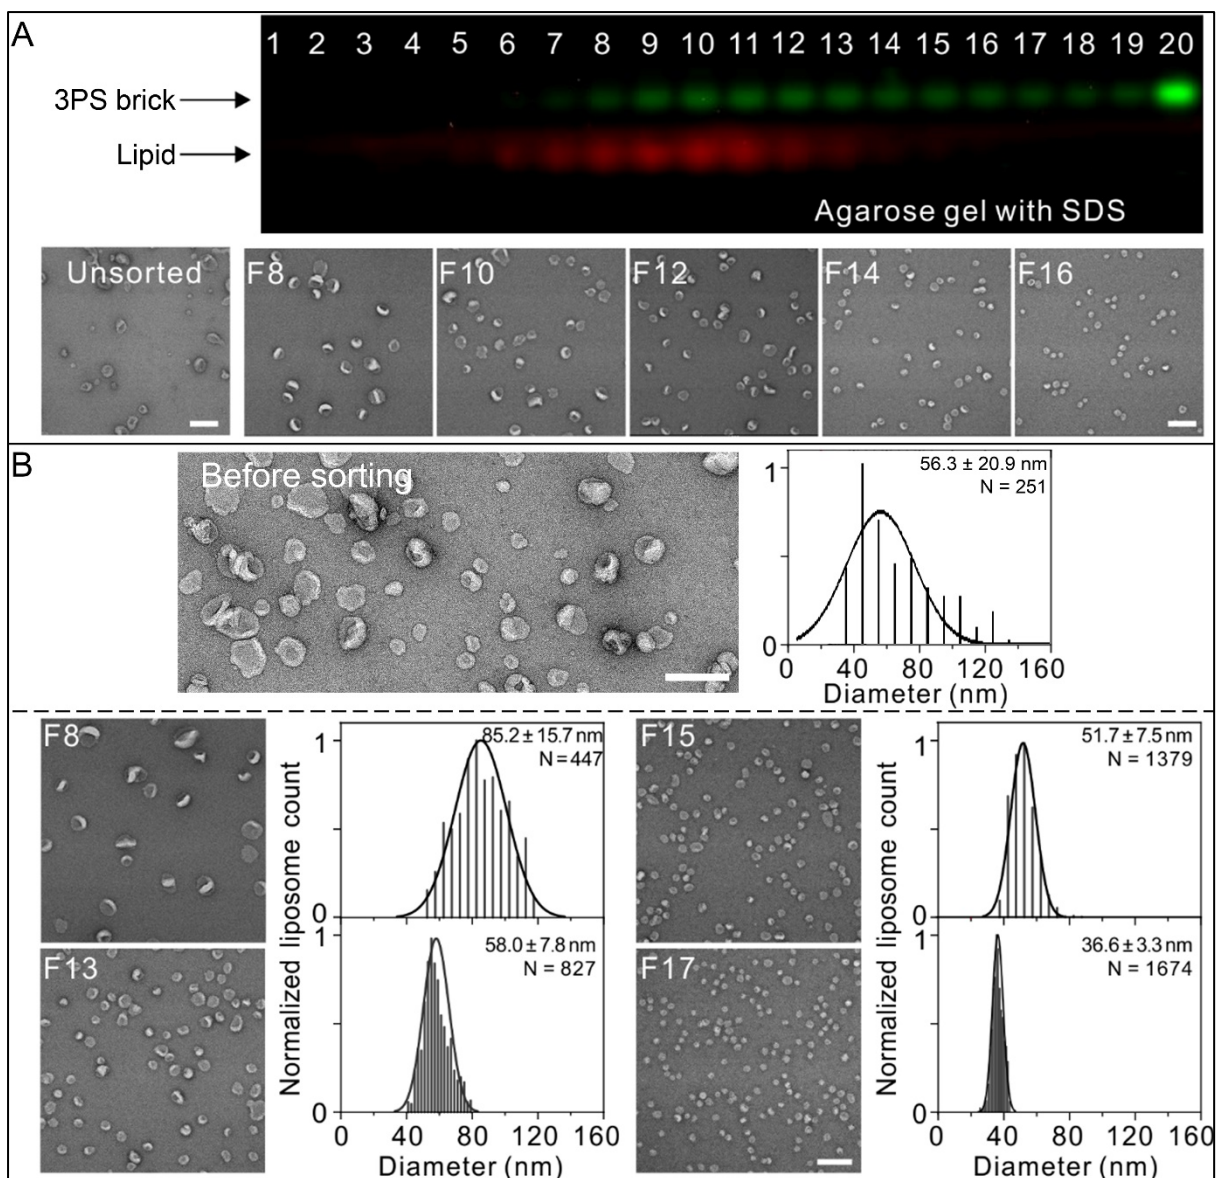 A
1 2 3 4 5 6 7 8 9 10 11 12 13 14 15 16 17 18 19 20
3PS brick
Lipid
Agarose gel with SDS
Unsorted
F8
F10
F12
F14
F16
B
Before sorting
56.3 ± 20.9 nm
N = 251
1
0
0 40 80 120 160
Diameter (nm)
F8
F13
Normalized liposome count
85.2 ± 15.7 nm
N = 447
1
0
58.0 ± 7.8 nm
N = 827
1
0
0 40 80 120 160
Diameter (nm)
F15
F17
Normalized liposome count
51.7 ± 7.5 nm
N = 1379
1
0
36.6 ± 3.3 nm
N = 1674
1
0
0 40 80 120 160
Diameter (nm)